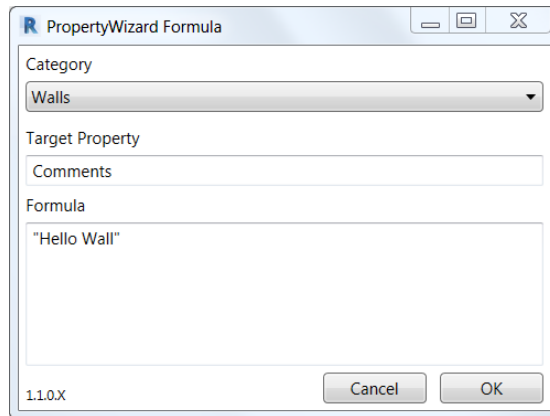 R PropertyWizard Formula
Category
Walls
Target Property
Comments
Formula
"Hello Wall"
1.1.0.X
Cancel
OK